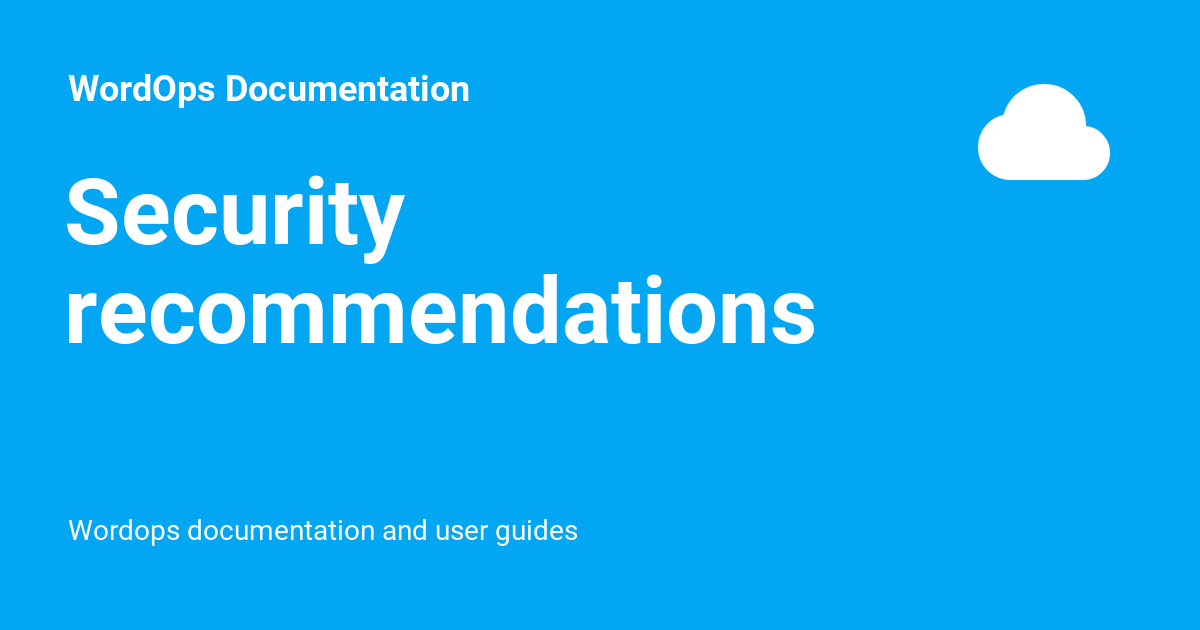 WordOps Documentation
Security
recommendations
Wordops documentation and user guides